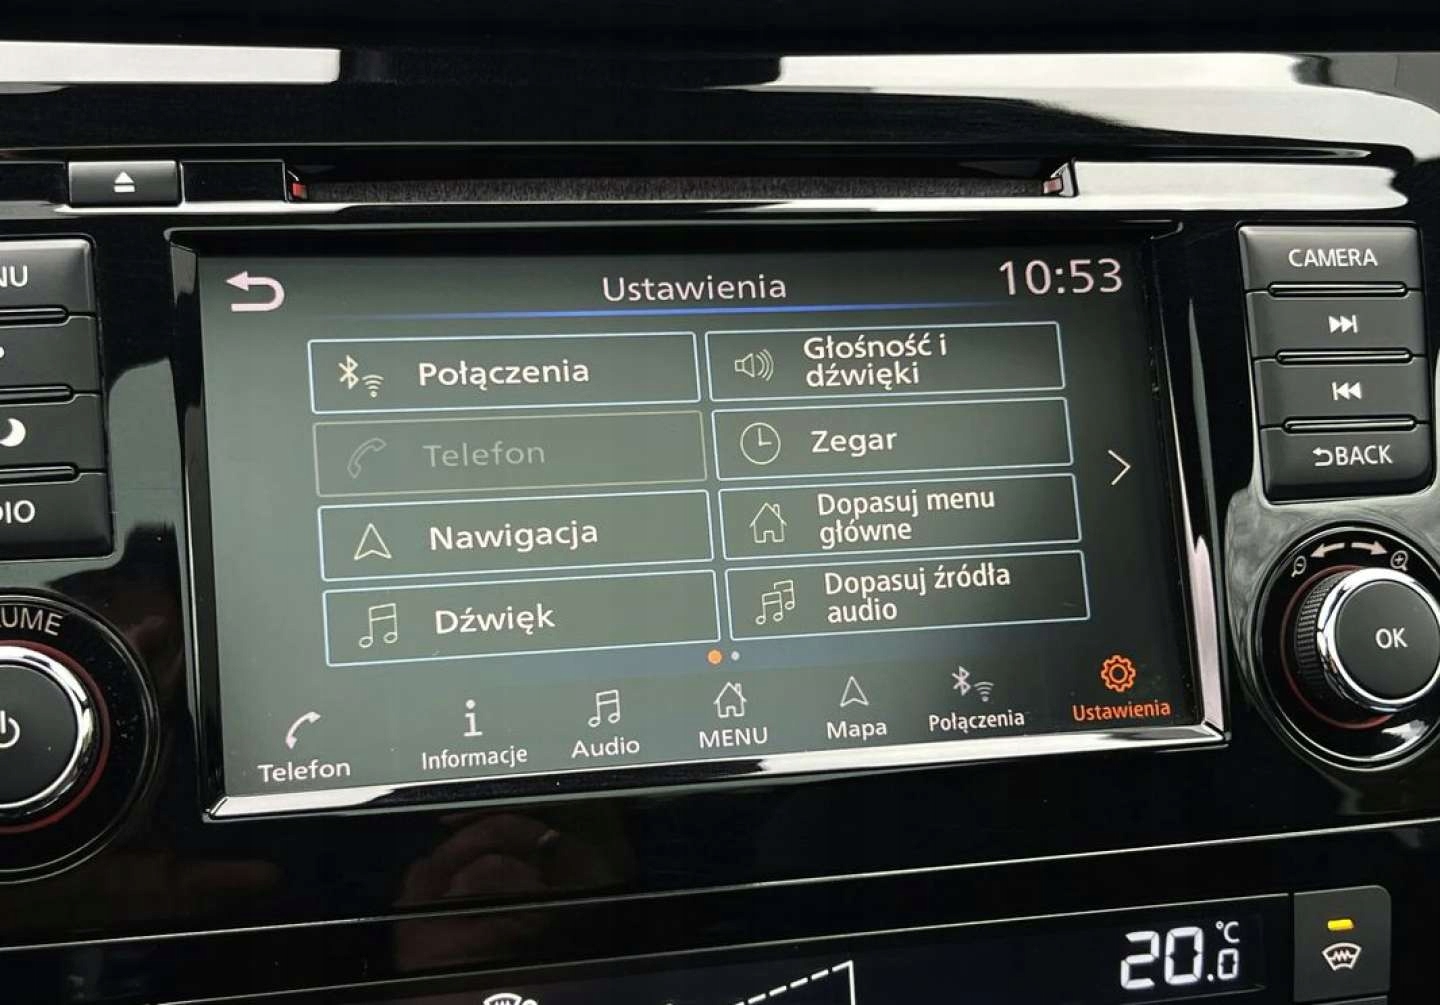 Ustawienia
10:53
Połączenia
Głośność i
dźwięki
Telefon
Zegar
Nawigacja
Dopasuj menu
główne
Dźwięk
Dopasuj źródła
audio
Telefon
Informacje
Audio
MENU
Mapa
Połączenia
Ustawienia
CAMERA
BACK
OK
20.0
°C